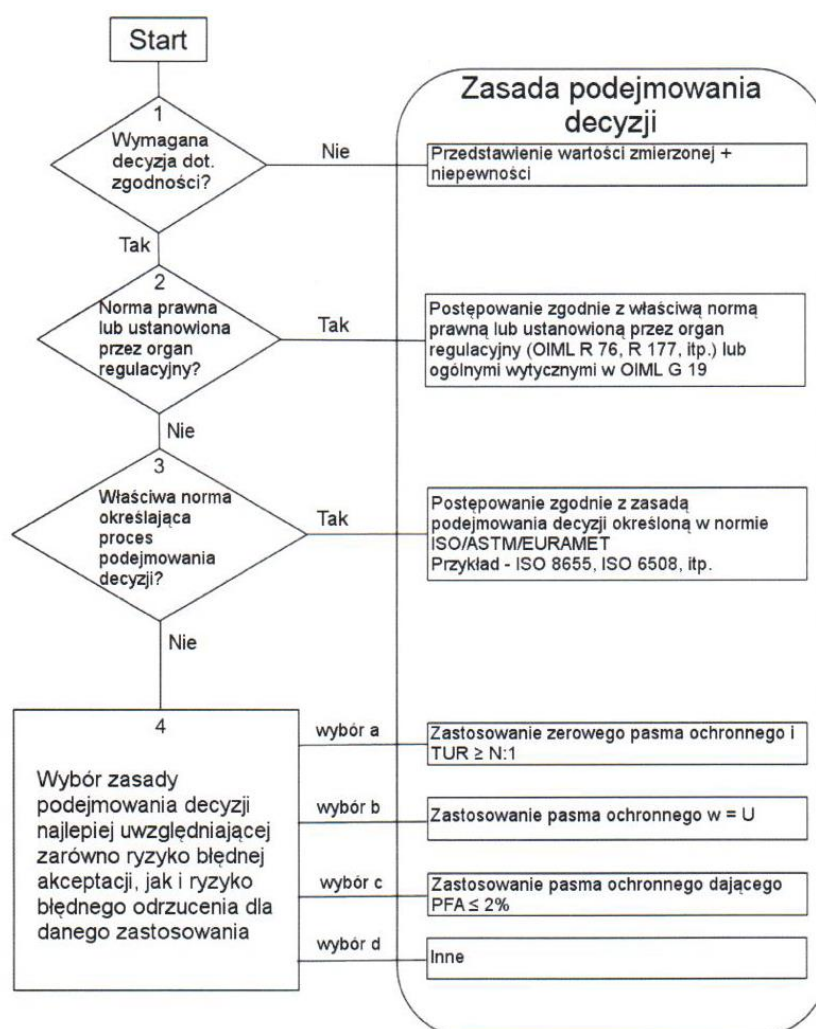 Start
Zasada podejmowania
decyzji
1
Wymagana
decyzja dot.
zgodności?
Nie
Przedstawienie wartości zmierzonej +
niepewności
Tak
2
Norma prawna
lub ustanowiona
przez organ
regulacyjny?
Tak
Postępowanie zgodnie z właściwą normą
prawną lub ustanowioną przez organ
regulacyjny (OIML R 76, R 177, itp.) lub
ogólnymi wytycznymi w OIML G 19
Nie
3
Właściwa norma
określająca
proces
podejmowania
decyzji?
Tak
Postępowanie zgodnie z zasadą
podejmowania decyzji określoną w normie
ISO/ASTM/EURAMET
Przykład - ISO 8655, ISO 6508, itp.
Nie
4
Wybór zasady
podejmowania decyzji
najlepiej uwzględniającej
zarówno ryzyko błędnej
akceptacji, jak i ryzyko
błędnego odrzucenia dla
danego zastosowania
wybór a
Zastosowanie zerowego pasma ochronnego i
TUR ≥ N:1
wybór b
Zastosowanie pasma ochronnego w = U
wybór c
Zastosowanie pasma ochronnego dającego
PFA ≤ 2%
wybór d
Inne